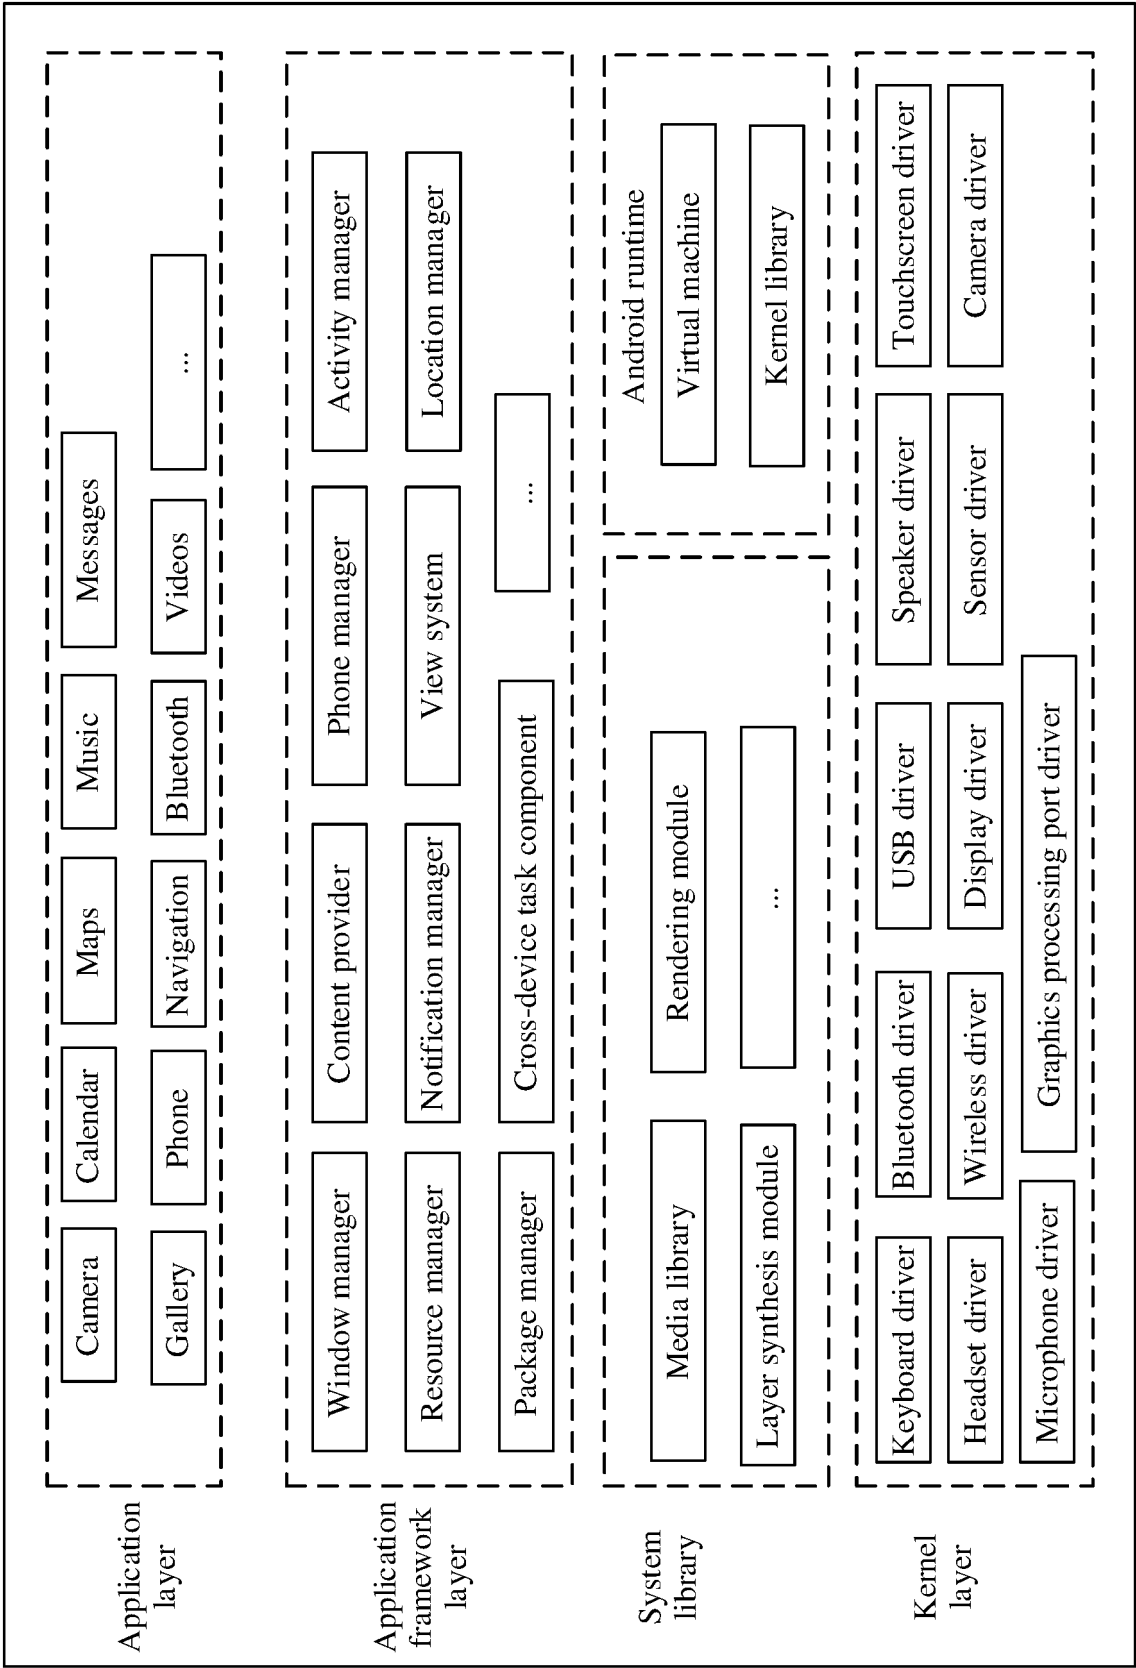 Application
layer
Camera
Calendar
Maps
Music
Messages
Gallery
Phone
Navigation
Bluetooth
Videos
...
Application
framework
layer
Window manager
Content provider
Phone manager
Activity manager
Resource manager
Notification manager
View system
Location manager
Package manager
Cross-device task component
...
System
library
Media library
Rendering module
Layer synthesis module
...
Android runtime
Virtual machine
Kernel library
Kernel
layer
Keyboard driver
Bluetooth driver
USB driver
Speaker driver
Touchscreen driver
Headset driver
Wireless driver
Display driver
Sensor driver
Camera driver
Microphone driver
Graphics processing port driver